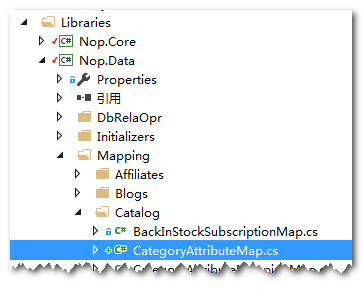 Libraries
Nop.Core
Nop.Data
Properties
引用
DbRelaOpr
Initializers
Mapping
Affiliates
Blogs
Catalog
BackInStockSubscriptionMap.cs
CategoryAttributeMap.cs